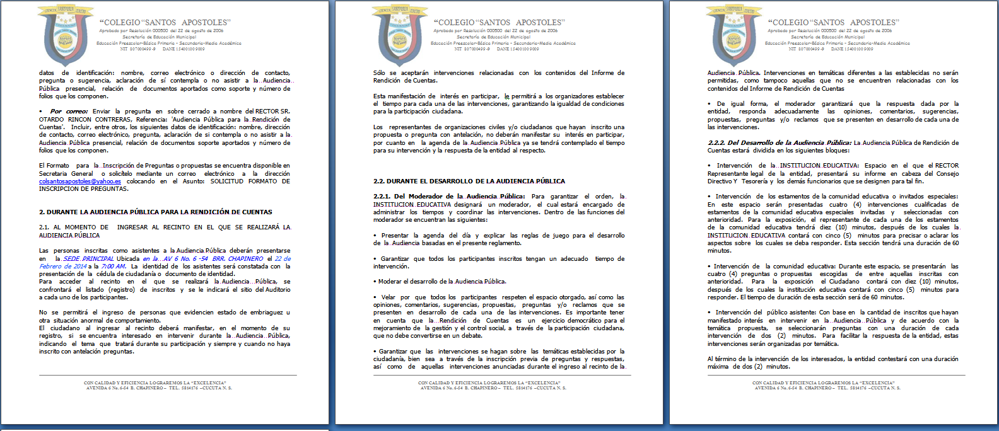 CIENCIA SABIDURIA CULTURA
“COLEGIO “SANTOS APOSTOLES”
Aprobado por Resolución 000500 del 22 de agosto de 2006
Secretaría de Educación Municipal
Educación Preescolar-Básica Primaria – Secundaria-Media Académica
NIT 807000499-9 DANE 154001009009
datos de identificación: nombre, correo electrónico o dirección de contacto,
pregunta o sugerencia, aclaración de sí contempla o no asistir a la Audiencia
Pública presencial, relación de documentos aportados como soporte y número de
folios que los componen.
• Por correo: Enviar la pregunta en sobre cerrado a nombre del RECTOR SR.
OTARDO RINCON CONTRERAS, Referencia: 'Audiencia Pública para la Rendición de
Cuentas'. Incluir, entre otros, los siguientes datos de identificación: nombre, dirección
de contacto, correo electrónico, pregunta, aclaración de si contempla o no asistir a la
Audiencia Pública presencial, relación de documentos soporte aportados y número de
folios que los componen.
El Formato para la Inscripción de Preguntas o propuestas se encuentra disponible en
Secretaria General o solicítelo mediante un correo electrónico a la dirección
colsantosapostoles@yahoo.es colocando en el Asunto: SOLICITUD FORMATO DE
INSCRIPCION DE PREGUNTAS.
2. DURANTE LA AUDIENCIA PÚBLICA PARA LA RENDICIÓN DE CUENTAS
2.1. AL MOMENTO DE INGRESAR AL RECINTO EN EL QUE SE REALIZARÁ LA
AUDIENCIA PÚBLICA
Las personas inscritas como asistentes a la Audiencia Pública deberán presentarse
en la SEDE PRINCIPAL Ubicada en la AV 6 No. 6 -54 BRR. CHAPINERO el 22 de
Febrero de 2014 a la 7:00 AM. La identidad de los asistentes será constatada con la
presentación de la cédula de ciudadanía o documento de identidad.
Para acceder al recinto en el que se realizará la Audiencia Pública, se
confrontará el listado (registro) de inscritos y se le indicará el sitio del Auditorio
a cada uno de los participantes.
No se permitirá el ingreso de personas que evidencien estado de embriaguez u
otra situación anormal de comportamiento.
El ciudadano al ingresar al recinto deberá manifestar, en el momento de su
registro, si se encuentra interesado en intervenir durante la Audiencia Pública,
indicando el tema que tratará durante su participación y siempre y cuando no haya
inscrito con antelación preguntas.
CON CALIDAD Y EFICIENCIA LOGRAREMOS LA “EXCELENCIA”
AVENIDA 6 No. 6-54 B. CHAPINERO – TEL. 5814176 –CUCUTA N. S.
CIENCIA SABIDURIA CULTURA
“COLEGIO “SANTOS APOSTOLES”
Aprobado por Resolución 000500 del 22 de agosto de 2006
Secretaría de Educación Municipal
Educación Preescolar-Básica Primaria – Secundaria-Media Académica
NIT 807000499-9 DANE 154001009009
Sólo se aceptarán intervenciones relacionadas con los contenidos del Informe de
Rendición de Cuentas.
Esta manifestación de interés en participar, le permitirá a los organizadores establecer
el tiempo para cada una de las intervenciones, garantizando la igualdad de condiciones
para la participación ciudadana.
Los representantes de organizaciones civiles y/o ciudadanos que hayan inscrito una
propuesta o pregunta con antelación, no deberán manifestar su interés en participar,
por cuanto en la agenda de la Audiencia Pública ya se tendrá contemplado el tiempo
para su intervención y la respuesta de la entidad al respecto.
2.2. DURANTE EL DESARROLLO DE LA AUDIENCIA PÚBLICA
2.2.1. Del Moderador de la Audiencia Pública: Para garantizar el orden, la
INSTITUCION EDUCATIVA designará un moderador, el cual estará encargado de
administrar los tiempos y coordinar las intervenciones. Dentro de las funciones del
moderador se encuentran las siguientes:
• Presentar la agenda del día y explicar las reglas de juego para el desarrollo
de la Audiencia basadas en el presente reglamento.
• Garantizar que todos los participantes inscritos tengan un adecuado tiempo de
intervención.
• Moderar el desarrollo de la Audiencia Pública.
• Velar por que todos los participantes respeten el espacio otorgado, así como las
opiniones, comentarios, sugerencias, propuestas, preguntas y/o reclamos que se
presenten en desarrollo de cada una de las intervenciones. Es importante tener
en cuenta que la Rendición de Cuentas es un ejercicio democrático para el
mejoramiento de la gestión y el control social, a través de la participación ciudadana,
que no debe convertirse en un debate.
• Garantizar que las intervenciones se hagan sobre las temáticas establecidas por la
ciudadanía, bien sea a través de la inscripción previa de preguntas y respuestas,
así como de aquellas intervenciones anunciadas durante el ingreso al recinto de la
CON CALIDAD Y EFICIENCIA LOGRAREMOS LA “EXCELENCIA”
AVENIDA 6 No. 6-54 B. CHAPINERO – TEL. 5814176 –CUCUTA N. S.
CIENCIA SABIDURIA CULTURA
“COLEGIO “SANTOS APOSTOLES”
Aprobado por Resolución 000500 del 22 de agosto de 2006
Secretaría de Educación Municipal
Educación Preescolar-Básica Primaria – Secundaria-Media Académica
NIT 807000499-9 DANE 154001009009
Audiencia Pública. Intervenciones en temáticas diferentes a las establecidas no serán
permitidas, como tampoco aquellas que no se encuentren relacionadas con los
contenidos del Informe de Rendición de Cuentas
• De igual forma, el moderador garantizará que la respuesta dada por la
entidad, responda adecuadamente las opiniones, comentarios, sugerencias,
propuestas, preguntas y/o reclamos que se presenten en desarrollo de cada una de
las intervenciones.
2.2.2. Del Desarrollo de la Audiencia Pública: La Audiencia Pública de Rendición de
Cuentas estará dividida en los siguientes bloques:
• Intervención de la INSTITUCION EDUCATIVA: Espacio en el que el RECTOR
Representante legal de la entidad, presentará su informe en cabeza del Consejo
Directivo Y Tesorería y los demás funcionarios que se designen para tal fin.
• Intervención de los estamentos de la comunidad educativa o invitados especiales:
En este espacio serán presentadas cuatro (4) intervenciones cualificadas de
estamentos de la comunidad educativa especiales invitadas y seleccionadas con
anterioridad. Para la exposición, el representante de cada una de los estamentos
de la comunidad educativa tendrá diez (10) minutos, después de los cuales la
INSTITUCION EDUCATIVA contará con cinco (5) minutos para precisar o aclarar los
aspectos sobre los cuales se deba responder. Esta sección tendrá una duración de 60
minutos.
• Intervención de la comunidad educativa: Durante este espacio, se presentarán las
cuatro (4) preguntas o propuestas escogidas de entre aquellas inscritas con
anterioridad. Para la exposición el Ciudadano contará con diez (10) minutos,
después de los cuales la institución educativa contará con cinco (5) minutos para
responder. El tiempo de duración de esta sección será de 60 minutos.
• Intervención del público asistente: Con base en la cantidad de inscritos que hayan
manifestado interés en intervenir en la Audiencia Pública y de acuerdo con la
temática propuesta, se seleccionarán preguntas con una duración de cada
intervención de dos (2) minutos. Para facilitar la respuesta de la entidad, estas
intervenciones serán organizadas por temática.
Al término de la intervención de los interesados, la entidad contestará con una duración
máxima de dos (2) minutos.
CON CALIDAD Y EFICIENCIA LOGRAREMOS LA “EXCELENCIA”
AVENIDA 6 No. 6-54 B. CHAPINERO – TEL. 5814176 –CUCUTA N. S.